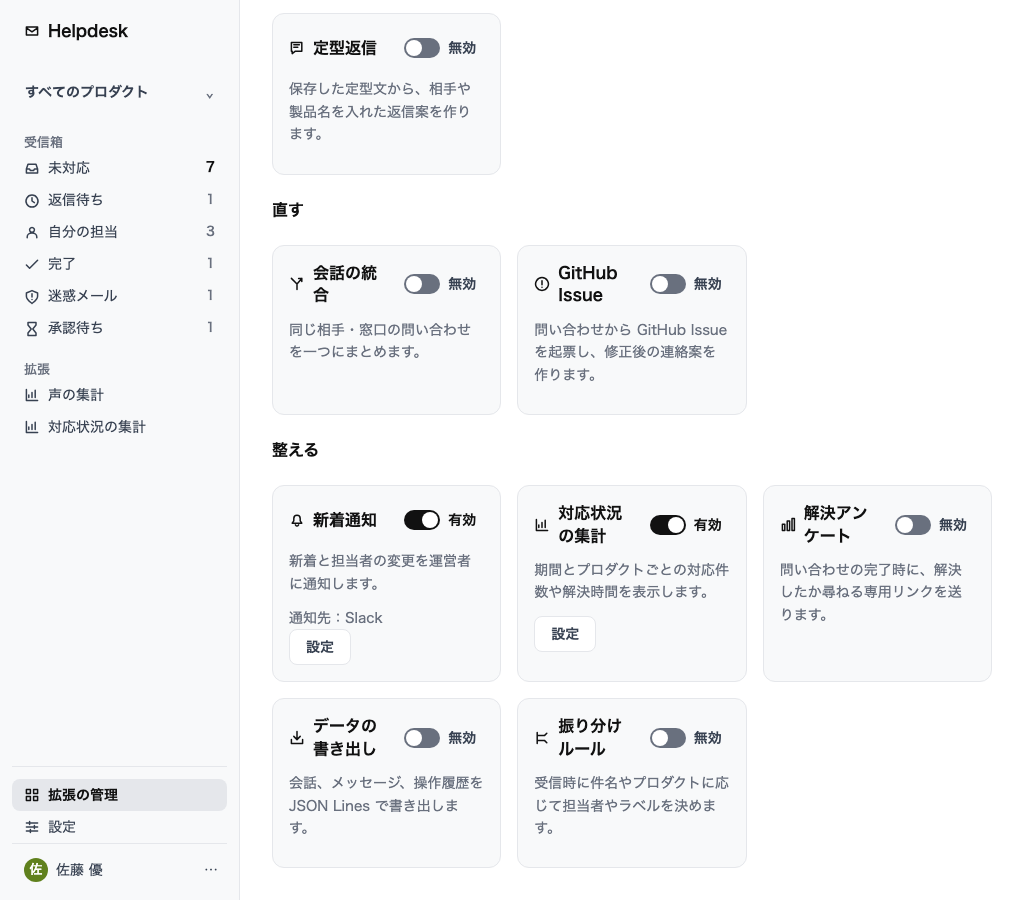 Helpdesk
すべてのプロダクト
受信箱
未対応 7
返信待ち 1
自分の担当 3
完了 1
迷惑メール 1
承認待ち 1
拡張
声の集計
対応状況の集計
拡張の管理
設定
佐 佐藤 優 ...
定型返信 無効
保存した定型文から、相手や
製品名を入れた返信案を作り
ます。
直す
会話の統
合
無効
同じ相手・窓口の問い合わせ
を一つにまとめます。
GitHub
Issue
無効
問い合わせから GitHub Issue
を起票し、修正後の連絡案を
作ります。
整える
新着通知 有効
新着と担当者の変更を運営者
に通知します。
通知先：Slack
設定
対応状況
の集計
有効
期間とプロダクトごとの対応件
数や解決時間を表示します。
設定
解決アン
ケート
無効
問い合わせの完了時に、解決
したか尋ねる専用リンクを送
ります。
データの
書き出し
無効
会話、メッセージ、操作履歴を
JSON Lines で書き出しま
す。
振り分け
ルール
無効
受信時に件名やプロダクトに応
じて担当者やラベルを決めま
す。